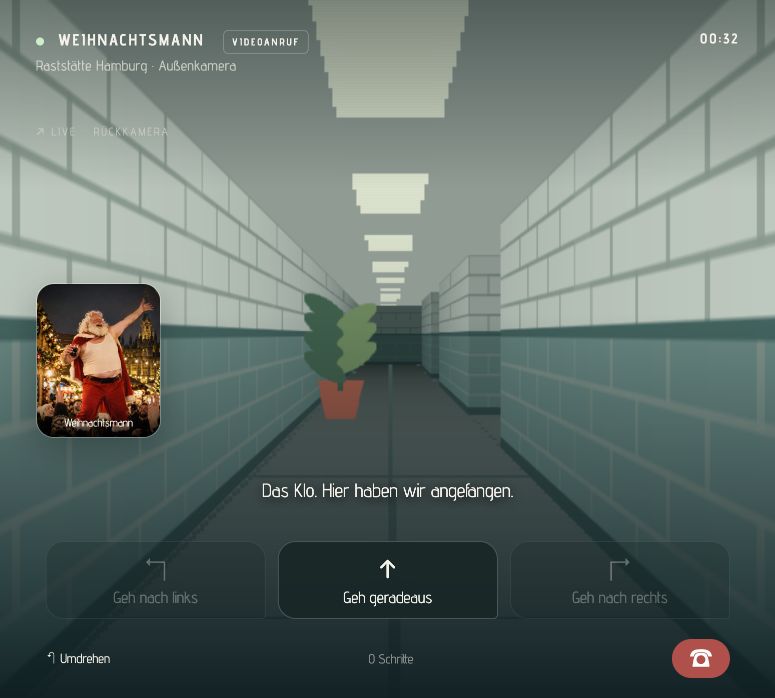 WEIHNACHTSMANN
VIDEOANRUF
00:32
Raststätte Hamburg · Außenkamera
LIVE · RÜCKKAMERA
Weihnachtsmann
Das Klo. Hier haben wir angefangen.
Geh nach links
Geh geradeaus
Geh nach rechts
Umdrehen
0 Schritte